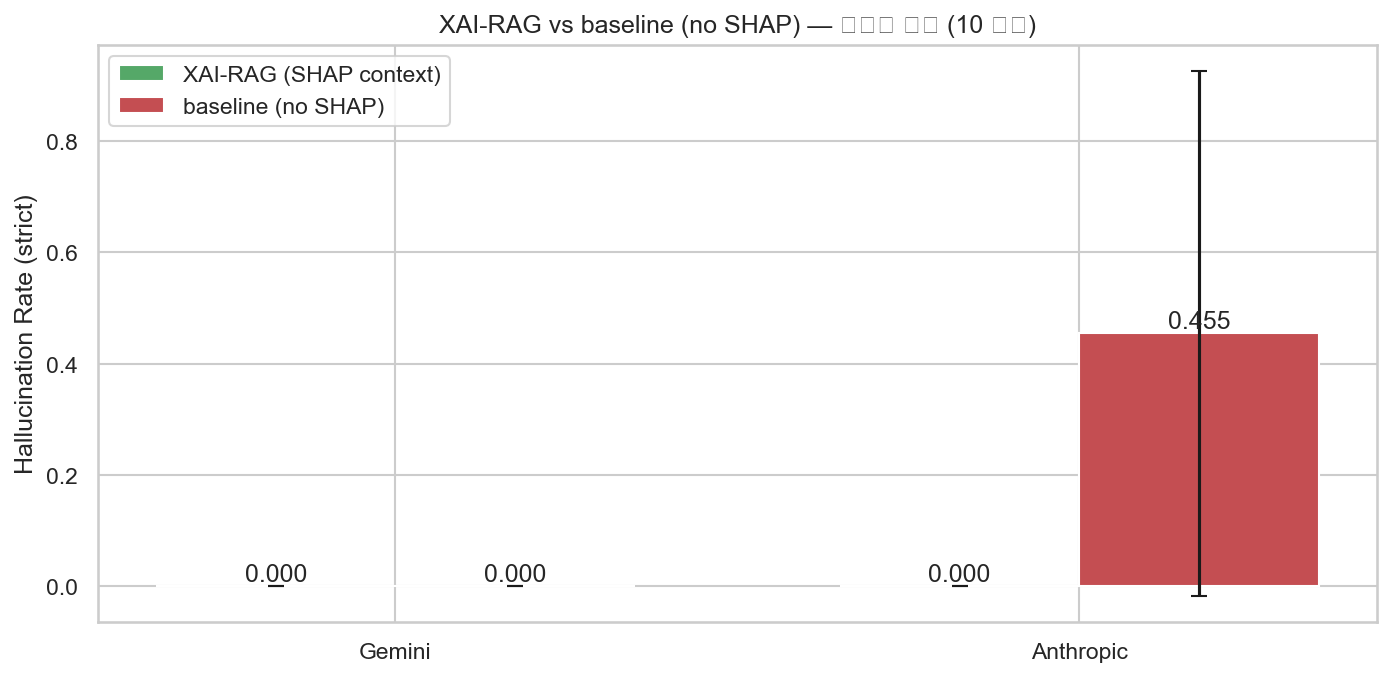 XAI-RAG vs baseline (no SHAP) — □□□ □□ (10 □□)
XAI-RAG (SHAP context)
baseline (no SHAP)
Hallucination Rate (strict)
0.8
0.6
0.4
0.2
0.0
0.000
0.000
0.000
0.455
Gemini
Anthropic